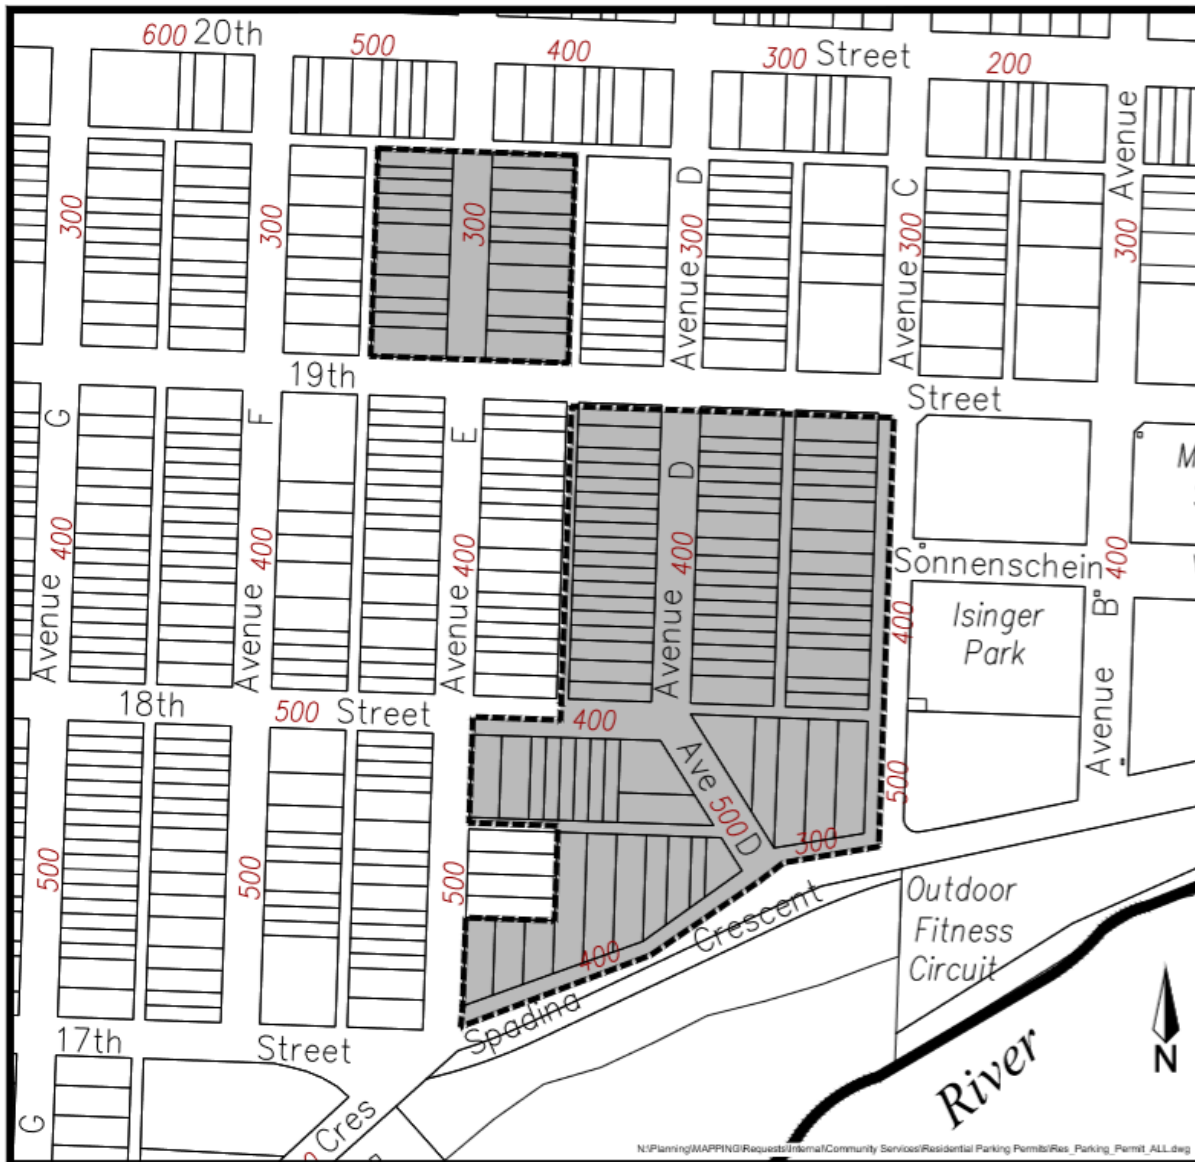 600 20th 500 400 300 Street 200
Avenue
300 300 300 Avenue D 300 Avenue C 300 300
19th Street
G F E D M
Avenue 400 Avenue 400 Avenue 400 Avenue 400 Sonnenschein 400
400 Isinger
Park
Avenue B
18th 500 Street 400
Ave 500 D 500
300
500 500 500
Outdoor
Fitness
Circuit
400 Spadina Crescent
17th Street
River
N
G Cres
N:\Planning\MAPPING\Requests\Internal\Community Services\Residential Parking Permits\Res_Parking_Permit_ALL.dwg